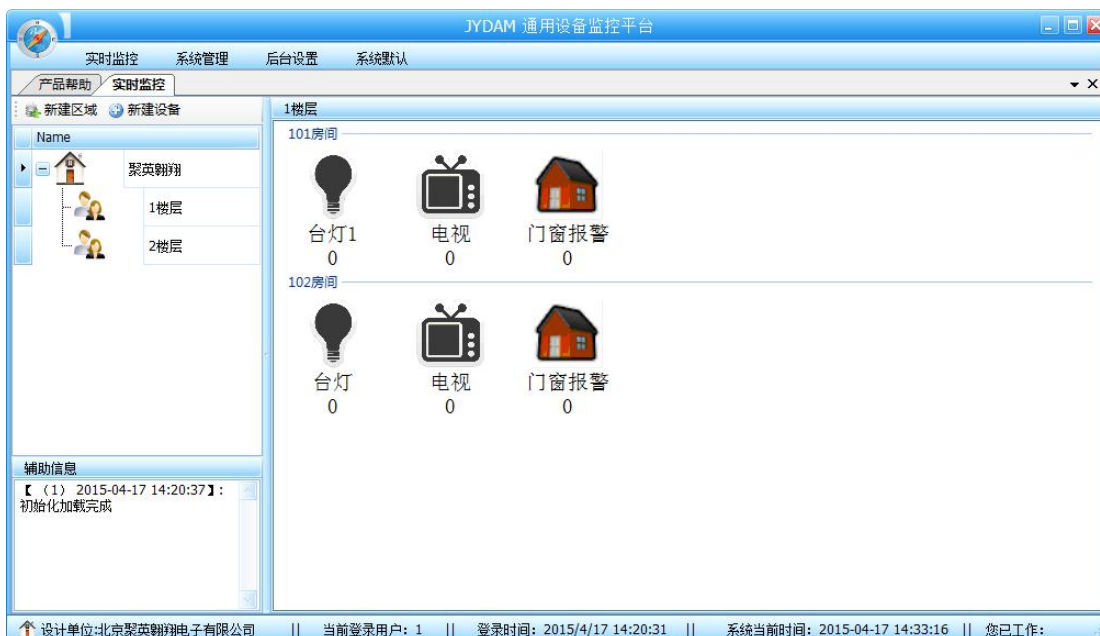 JYDAM 通用设备监控平台
实时监控 系统管理 后台设置 系统默认
产品帮助 实时监控
新建区域 新建设备
1楼层
Name
聚英翱翔
1楼层
2楼层
101房间
台灯1 电视 门窗报警
0 0 0
102房间
台灯 电视 门窗报警
0 0 0
辅助信息
【 (1) 2015-04-17 14:20:37】:
初始化加载完成
设计单位:北京聚英翱翔电子有限公司 || 当前登录用户: 1 || 登录时间: 2015/4/17 14:20:31 || 系统当前时间: 2015-04-17 14:33:16 || 您已工作: